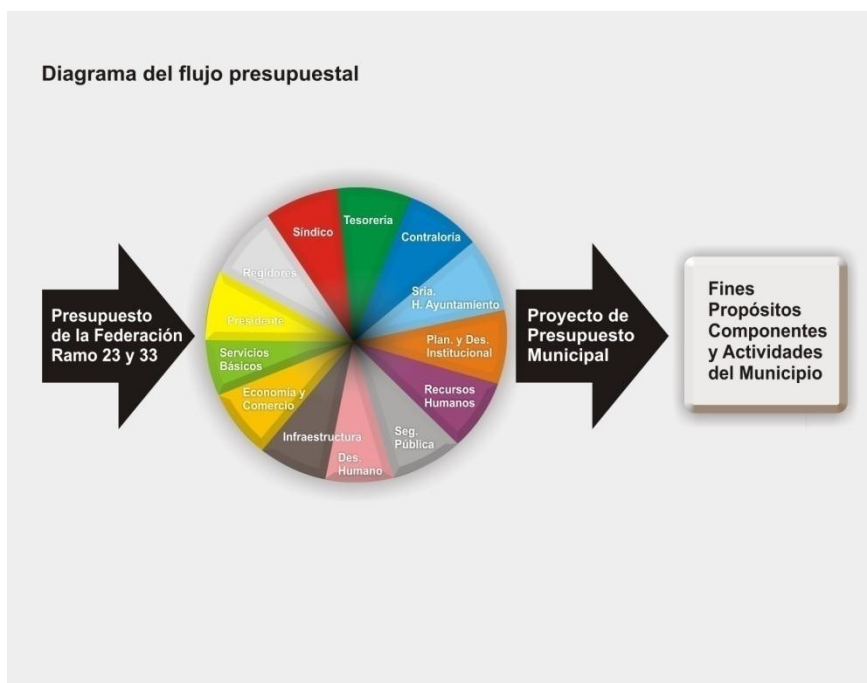 Diagrama del flujo presupuestal
Presupuesto
de la Federación
Ramo 23 y 33
Síndico
Tesorería
Contraloría
Sria.
H. Ayuntamiento
Plan. y Des.
Institucional
Recursos
Humanos
Seg.
Pública
Des.
Humano
Infraestructura
Economía y
Comercio
Servicios
Básicos
Presidente
Regidores
Proyecto de
Presupuesto
Municipal
Fines
Propósitos
Componentes
y Actividades
del Municipio